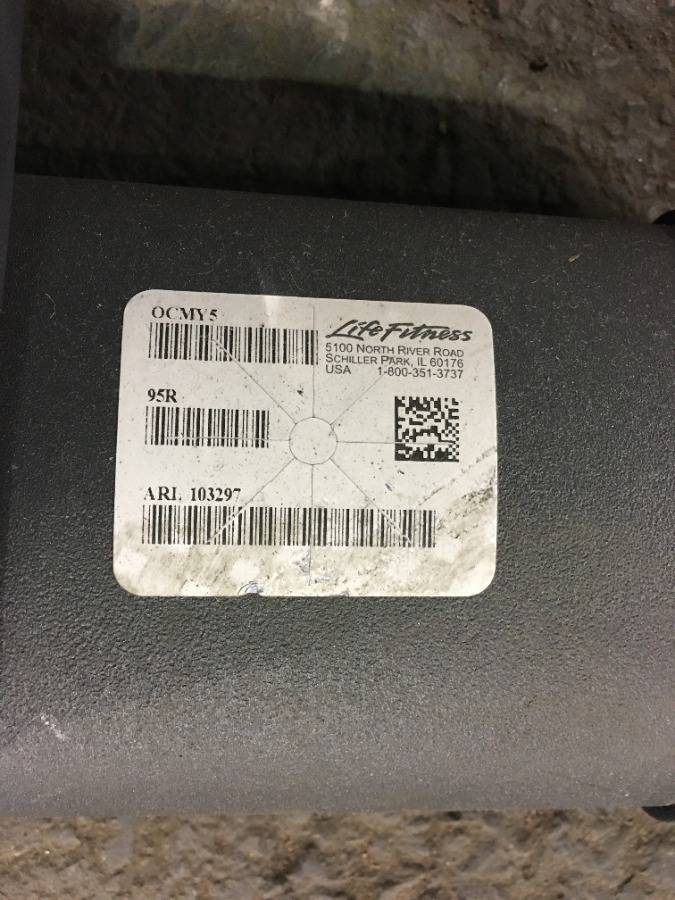 OCMY5
Life Fitness
5100 North River Road
Schiller Park, IL 60176
USA 1-800-351-3737
95R
ARL 103297